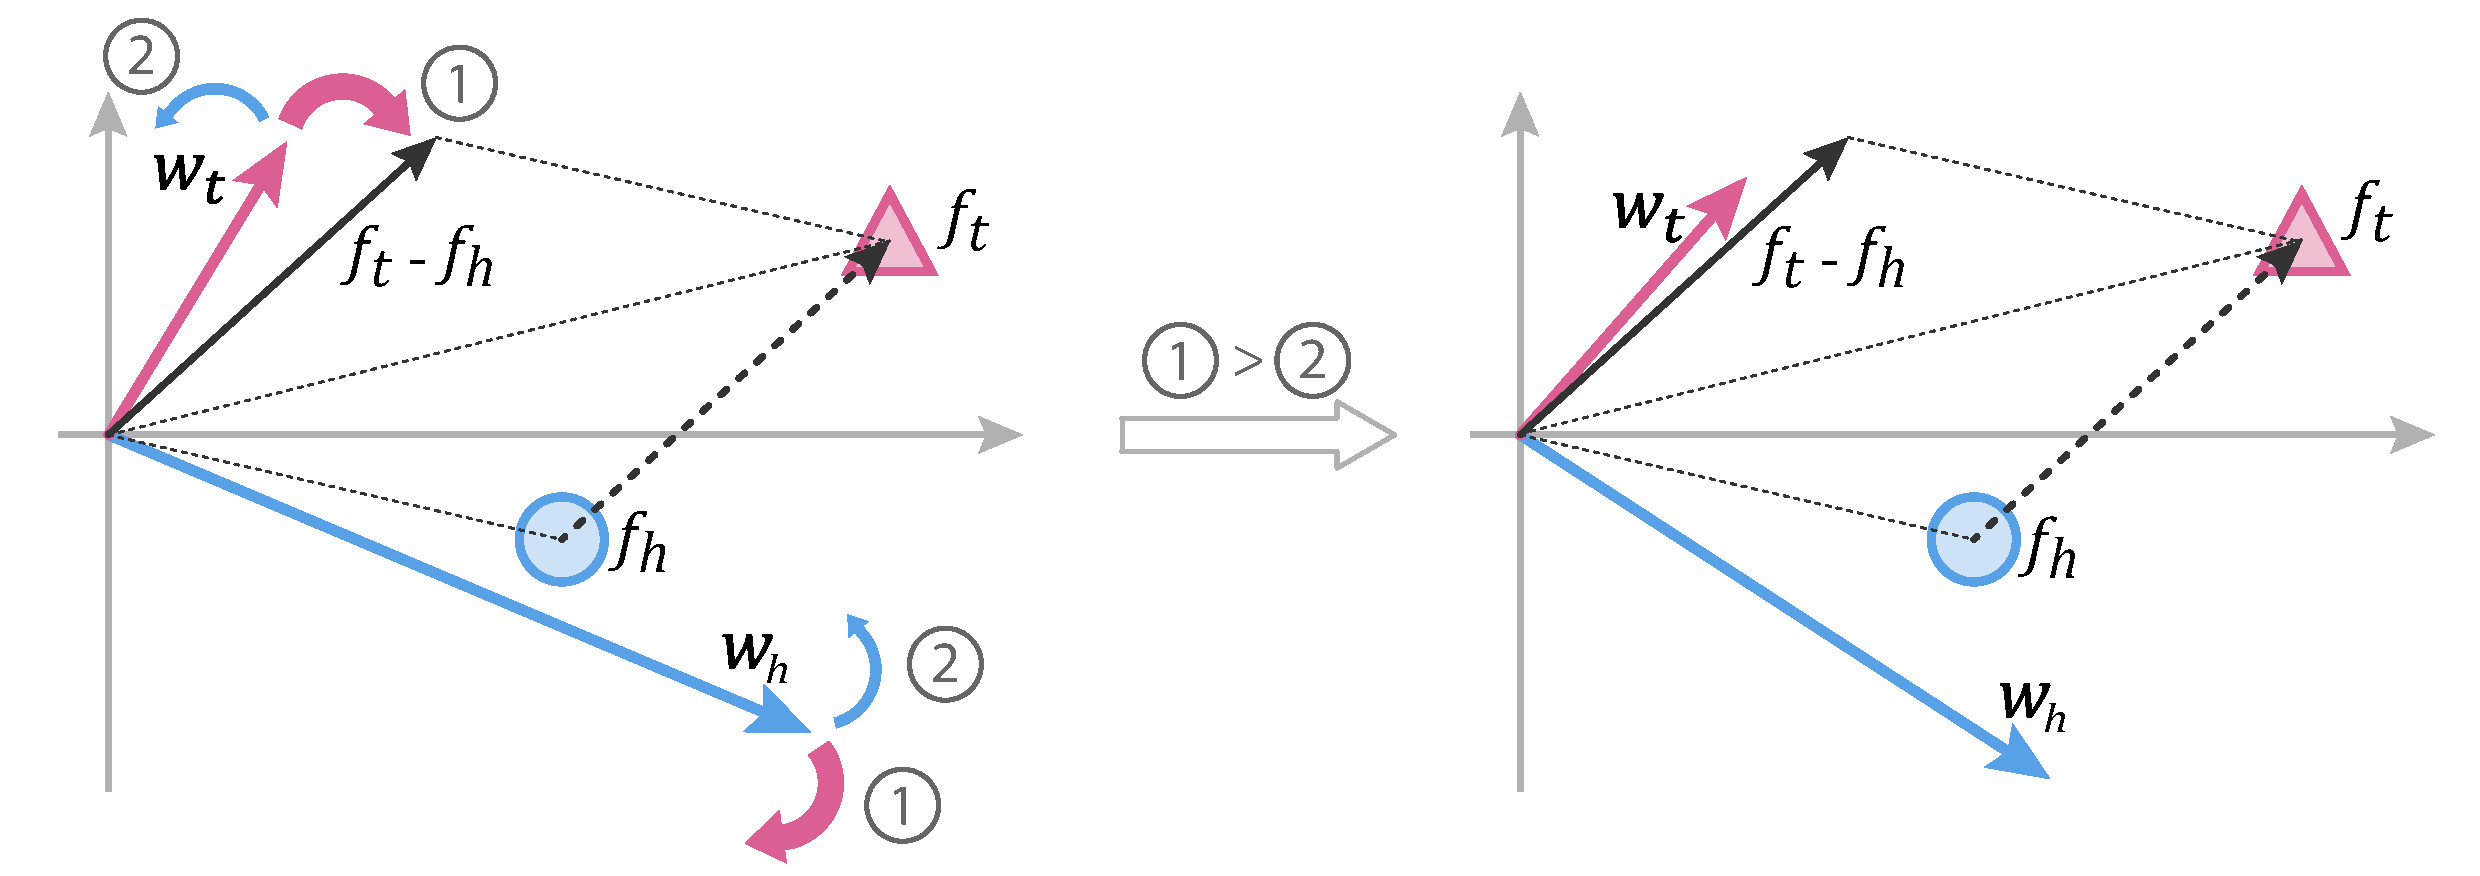 ② ①
w_t
f_t - f_h
f_t
f_h
w_h
②
①
① > ②
w_t
f_t - f_h
f_t
f_h
w_h